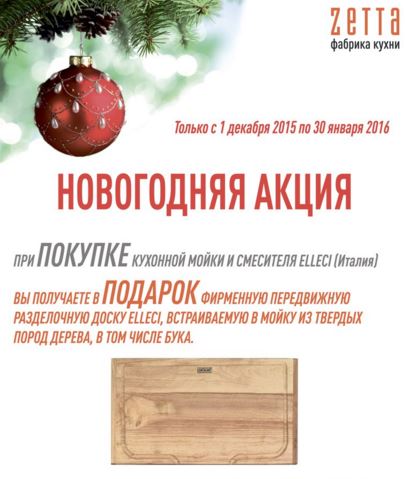 zетта
фабрика кухни
Только с 1 декабря 2015 по 30 января 2016
НОВОГОДНЯЯ АКЦИЯ
ПРИ ПОКУПКЕ КУХОННОЙ МОЙКИ И СМЕСИТЕЛЯ ELLECI (Италия)
ВЫ ПОЛУЧАЕТЕ В ПОДАРОК ФИРМЕННУЮ ПЕРЕДВИЖНУЮ
РАЗДЕЛОЧНУЮ ДОСКУ ELLECI, ВСТРАИВАЕМУЮ В МОЙКУ ИЗ ТВЕРДЫХ
ПОРОД ДЕРЕВА, В ТОМ ЧИСЛЕ БУКА.